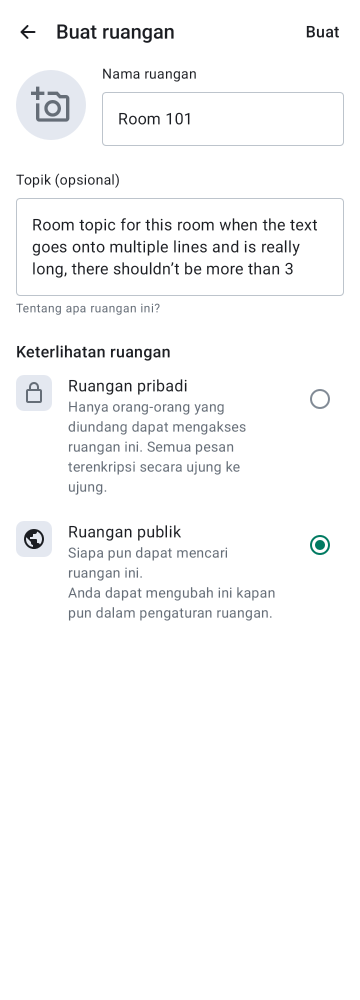 Buat ruangan
Buat
Nama ruangan
Room 101
Topik (opsional)
Room topic for this room when the text
goes onto multiple lines and is really
long, there shouldn’t be more than 3
Tentang apa ruangan ini?
Keterlihatan ruangan
Ruangan pribadi
Hanya orang-orang yang
diundang dapat mengakses
ruangan ini. Semua pesan
terenkripsi secara ujung ke
ujung.
Ruangan publik
Siapa pun dapat mencari
ruangan ini.
Anda dapat mengubah ini kapan
pun dalam pengaturan ruangan.